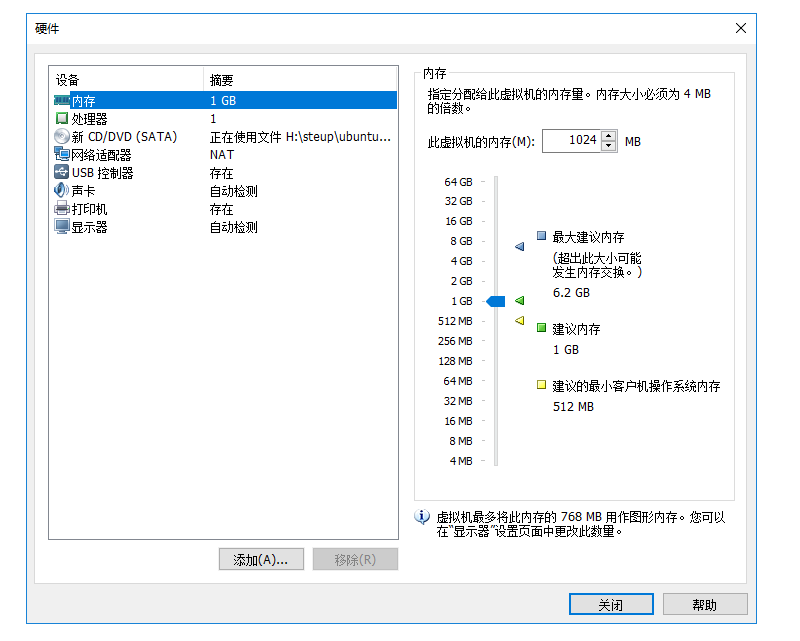 硬件
设备 摘要
内存 1 GB
处理器 1
新 CD/DVD (SATA) 正在使用文件 H:\steup\ubuntu...
网络适配器 NAT
USB 控制器 存在
声卡 自动检测
打印机 存在
显示器 自动检测
添加(A)... 移除(R)
内存
指定分配给此虚拟机的内存量。内存大小必须为 4 MB
的倍数。
此虚拟机的内存(M): 1024 MB
64 GB
32 GB
16 GB
8 GB
4 GB
2 GB
1 GB
512 MB
256 MB
128 MB
64 MB
32 MB
16 MB
8 MB
4 MB
最大建议内存
(超出此大小可能
发生内存交换。)
6.2 GB
建议内存
1 GB
建议的最小客户机操作系统内存
512 MB
虚拟机最多将此内存的 768 MB 用作图形内存。您可以
在“显示器”设置页面中更改此数量。
关闭 帮助